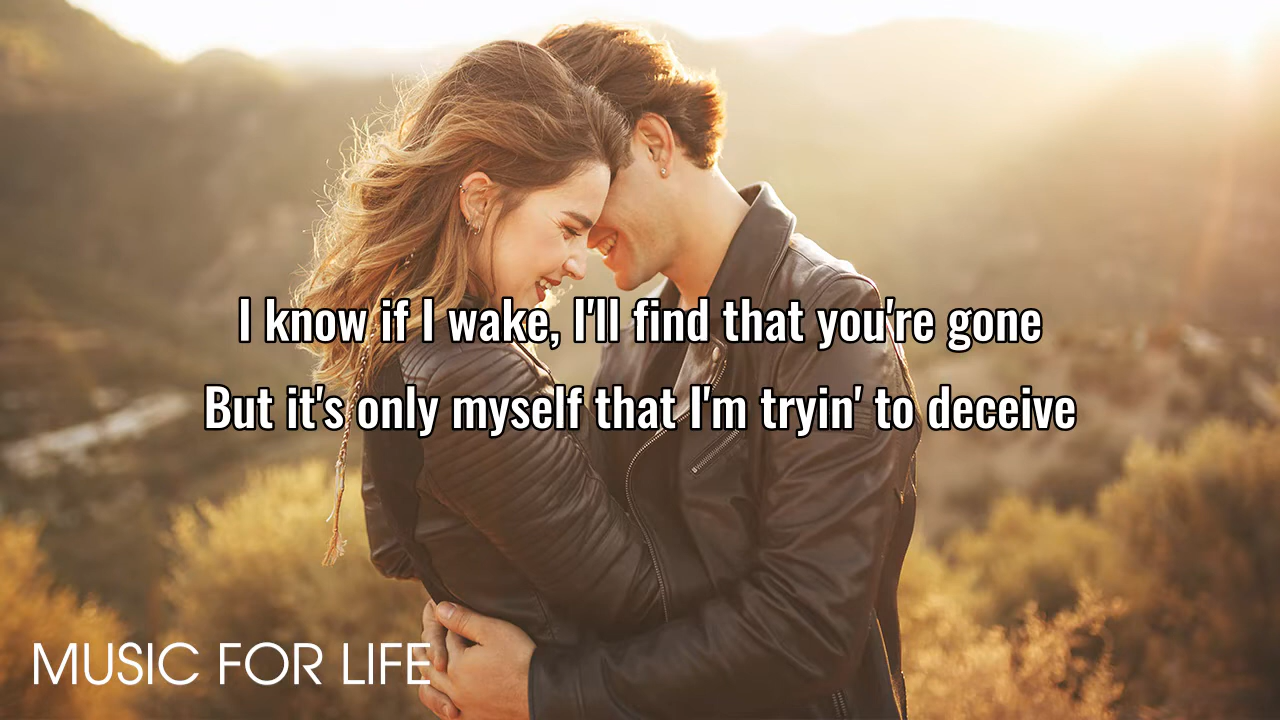 I know if I wake, I'll find that you're gone
But it's only myself that I'm tryin' to deceive
MUSIC FOR LIFE